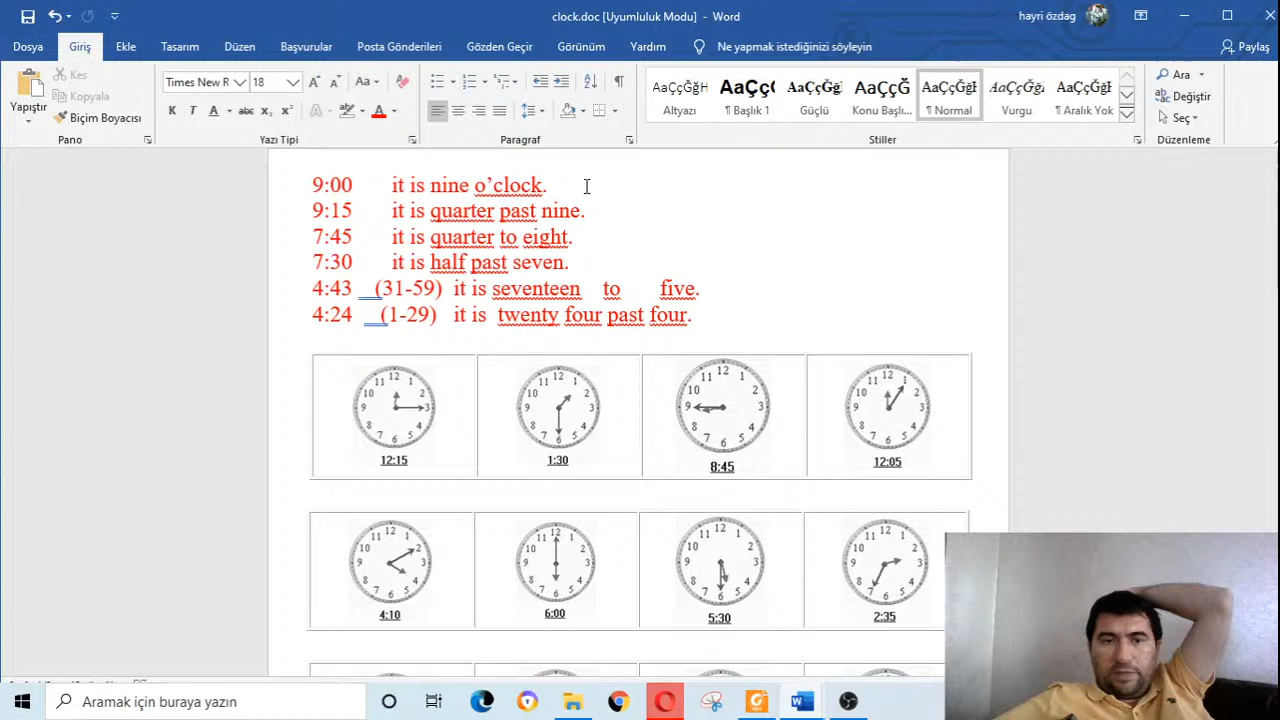 clock.doc [Uyumluluk Modu] - Word
hayri özdag
Dosya Giriş Ekle Tasarım Düzen Başvurular Posta Gönderileri Gözden Geçir Görünüm Yardım Ne yapmak istediğinizi söyleyin Paylaş
Yapıştır
Kes
Kopyala
Biçim Boyacısı
Pano
Times New R 18
Yazı Tipi
Paragraf
AaÇçĞğH Altyazı
AaÇç Başlık 1
AaÇçĞğ Güçlü
AaÇçĞ Konu Başlı...
AaÇçĞğH ¶ Normal
AaÇçĞğH Vurgu
AaÇçĞğ ¶ Aralık Yok
Stiller
Ara
Değiştir
Seç
Düzenleme
9:00 it is nine o'clock.
9:15 it is quarter past nine.
7:45 it is quarter to eight.
7:30 it is half past seven.
4:43 (31-59) it is seventeen to five.
4:24 (1-29) it is twenty four past four.
12:15 1:30 8:45 12:05
4:10 6:00 5:30 2:35
Aramak için buraya yazın